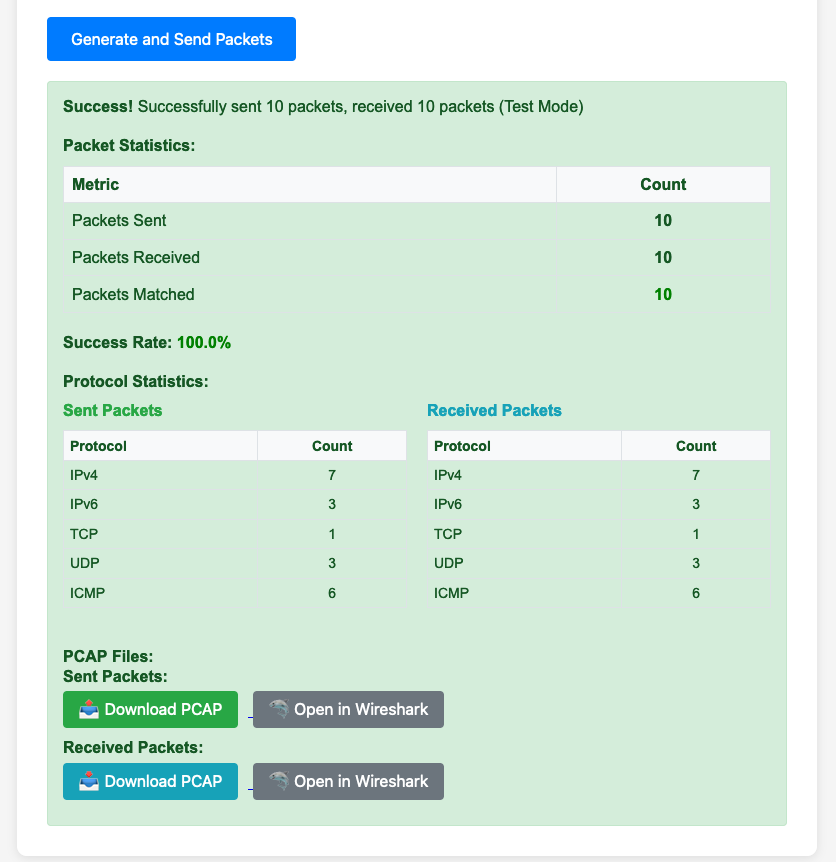 Generate and Send Packets
Success! Successfully sent 10 packets, received 10 packets (Test Mode)
Packet Statistics:
Metric Count
Packets Sent 10
Packets Received 10
Packets Matched 10
Success Rate: 100.0%
Protocol Statistics:
Sent Packets Received Packets
Protocol Count Protocol Count
IPv4 7 IPv4 7
IPv6 3 IPv6 3
TCP 1 TCP 1
UDP 3 UDP 3
ICMP 6 ICMP 6
PCAP Files:
Sent Packets:
Download PCAP Open in Wireshark
Received Packets:
Download PCAP Open in Wireshark